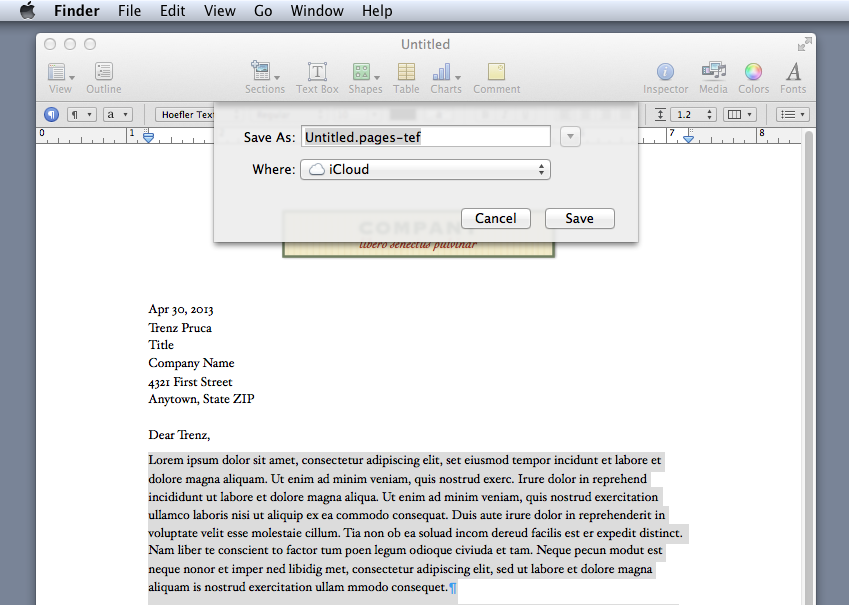 Finder File Edit View Go Window Help
Untitled
View Outline Sections Text Box Shapes Table Charts Comment Inspector Media Colors Fonts
¶ ¶ a Hoefler Text 1.2
0 1 7 8
Save As: Untitled.pages-tef
Where: iCloud
Cancel Save
COMPANY
libero senectus pulvinar
Apr 30, 2013
Trenz Pruca
Title
Company Name
4321 First Street
Anytown, State ZIP
Dear Trenz,
Lorem ipsum dolor sit amet, consectetur adipiscing elit, set eiusmod tempor incidunt et labore et
dolore magna aliquam. Ut enim ad minim veniam, quis nostrud exerc. Irure dolor in reprehend
incididunt ut labore et dolore magna aliqua. Ut enim ad minim veniam, quis nostrud exercitation
ullamco laboris nisi ut aliquip ex ea commodo consequat. Duis aute irure dolor in reprehenderit in
voluptate velit esse molestaie cillum. Tia non ob ea soluad incom dereud facilis est er expedit distinct.
Nam liber te conscient to factor tum poen legum odioque civiuda et tam. Neque pecun modut est
neque nonor et imper ned libidig met, consectetur adipiscing elit, sed ut labore et dolore magna
aliquam is nostrud exercitation ullam mmodo consequet.¶